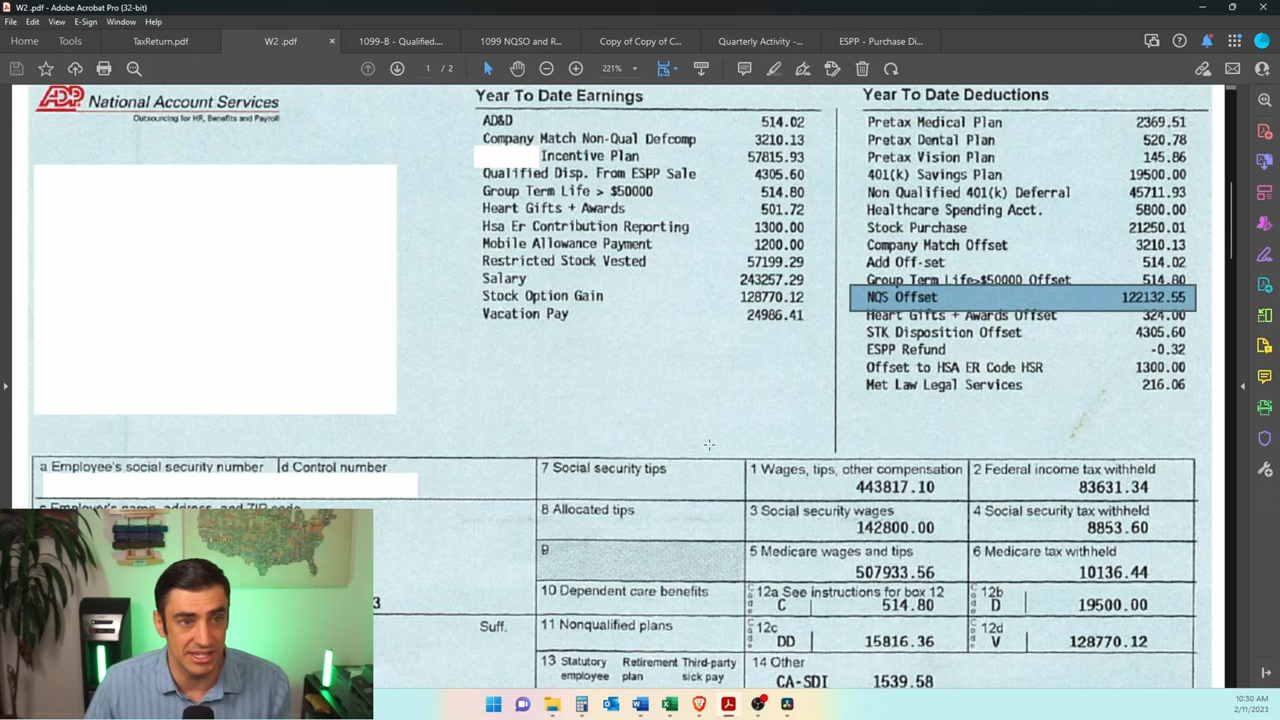 W2 .pdf - Adobe Acrobat Pro (32-bit)
File Edit View E-Sign Window Help
Home Tools TaxReturn.pdf W2 .pdf × 1099-B - Qualified... 1099 NQSO and R... Copy of Copy of C... Quarterly Activity -... ESPP - Purchase Di...
1 / 2 221%
ADP National Account Services
Outsourcing for HR, Benefits and Payroll
Year To Date Earnings
AD&D 514.02
Company Match Non-Qual Defcomp 3210.13
Incentive Plan 57815.93
Qualified Disp. From ESPP Sale 4305.60
Group Term Life > $50000 514.80
Heart Gifts + Awards 501.72
Hsa Er Contribution Reporting 1300.00
Mobile Allowance Payment 1200.00
Restricted Stock Vested 57199.29
Salary 243257.29
Stock Option Gain 128770.12
Vacation Pay 24986.41
Year To Date Deductions
Pretax Medical Plan 2369.51
Pretax Dental Plan 520.78
Pretax Vision Plan 145.86
401(k) Savings Plan 19500.00
Non Qualified 401(k) Deferral 45711.93
Healthcare Spending Acct. 5800.00
Stock Purchase 21250.01
Company Match Offset 3210.13
Add Off-set 514.02
Group Term Life>$50000 Offset 514.80
NQS Offset 122132.55
Heart Gifts + Awards Offset 324.00
STK Disposition Offset 4305.60
ESPP Refund -0.32
Offset to HSA ER Code HSR 1300.00
Met Law Legal Services 216.06
a Employee's social security number d Control number
c Employer's name, address, and ZIP code
3
Suff.
7 Social security tips
1 Wages, tips, other compensation
443817.10
2 Federal income tax withheld
83631.34
8 Allocated tips
3 Social security wages
142800.00
4 Social security tax withheld
8853.60
9
5 Medicare wages and tips
507933.56
6 Medicare tax withheld
10136.44
10 Dependent care benefits
12a See instructions for box 12
C 514.80
12b
D 19500.00
11 Nonqualified plans
12c
DD 15816.36
12d
V 128770.12
13 Statutory employee Retirement plan Third-party sick pay
14 Other
CA-SDI 1539.58
10:30 AM
2/11/2023